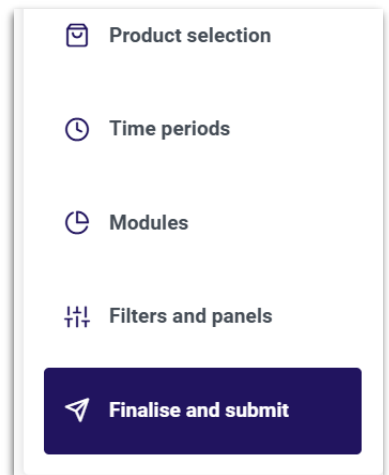 Product selection
Time periods
Modules
Filters and panels
Finalise and submit